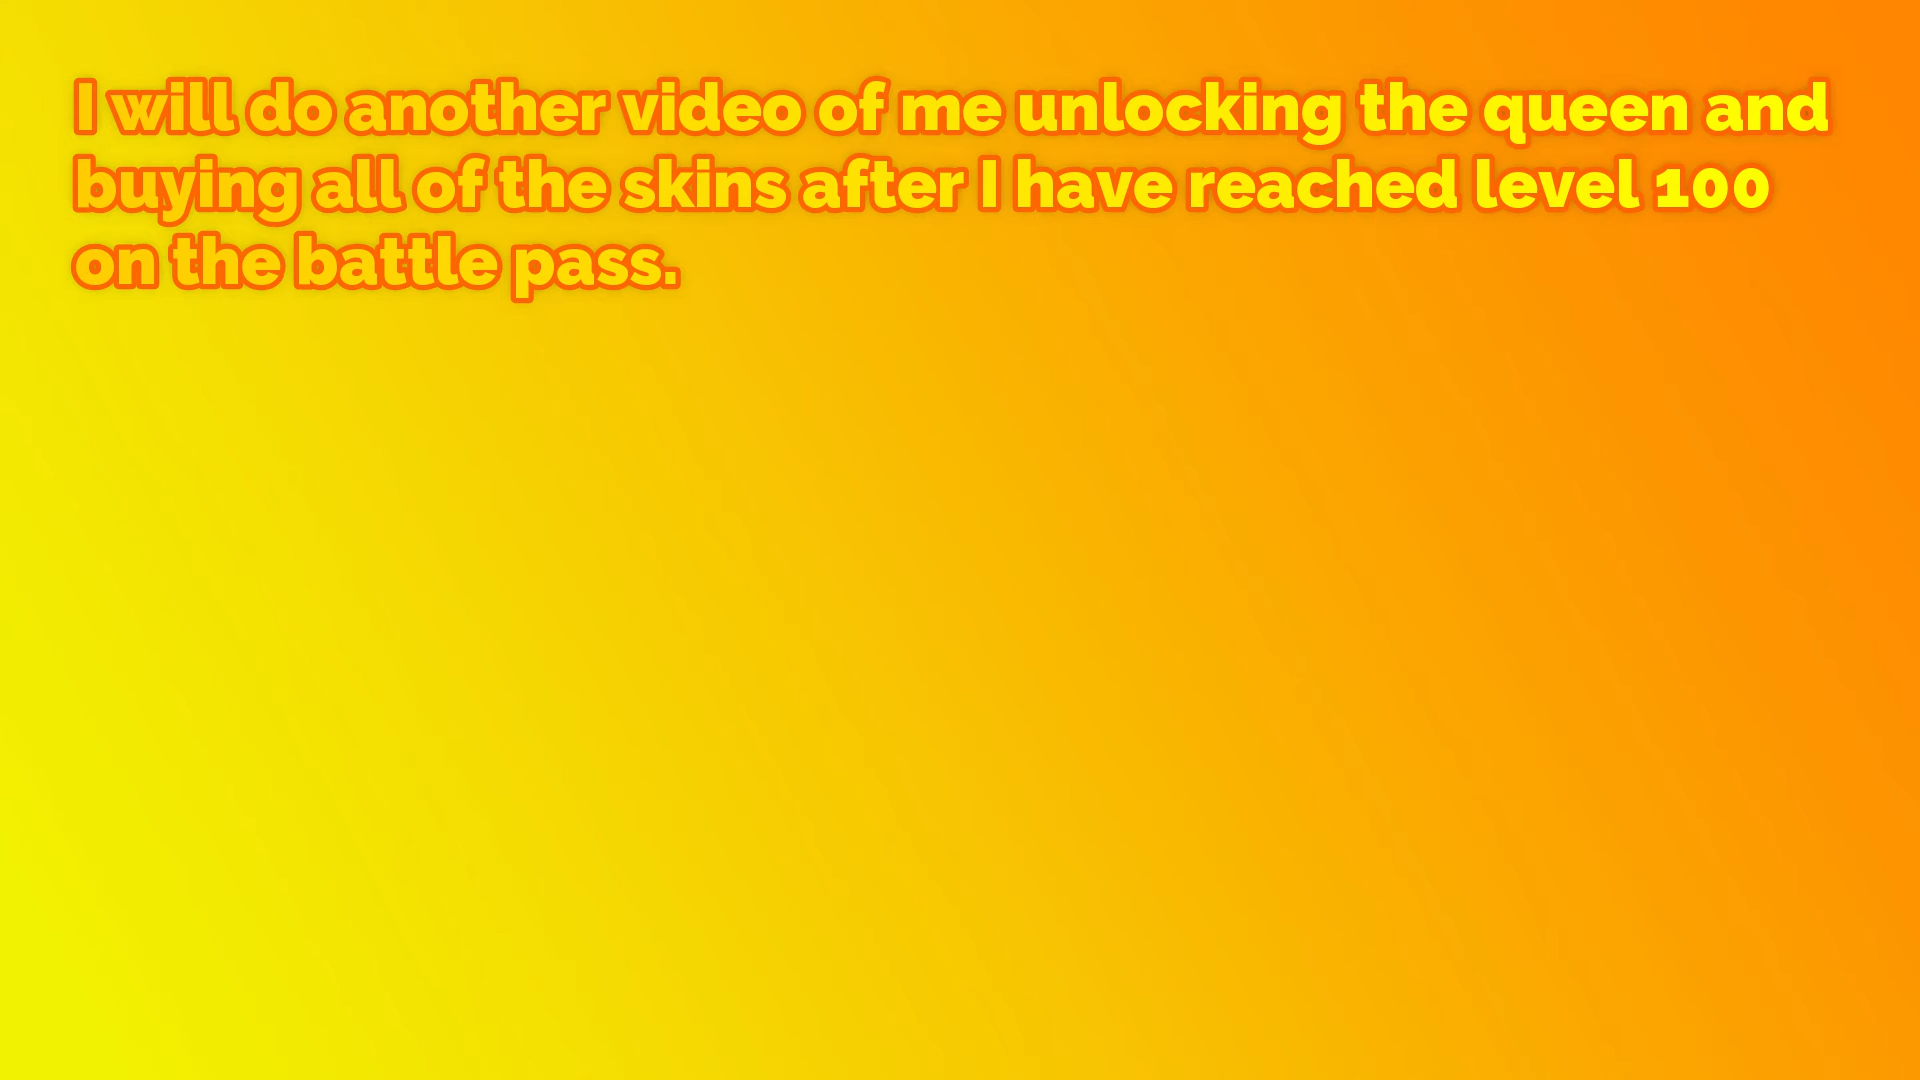 I will do another video of me unlocking the queen and
buying all of the skins after I have reached level 100
on the battle pass.